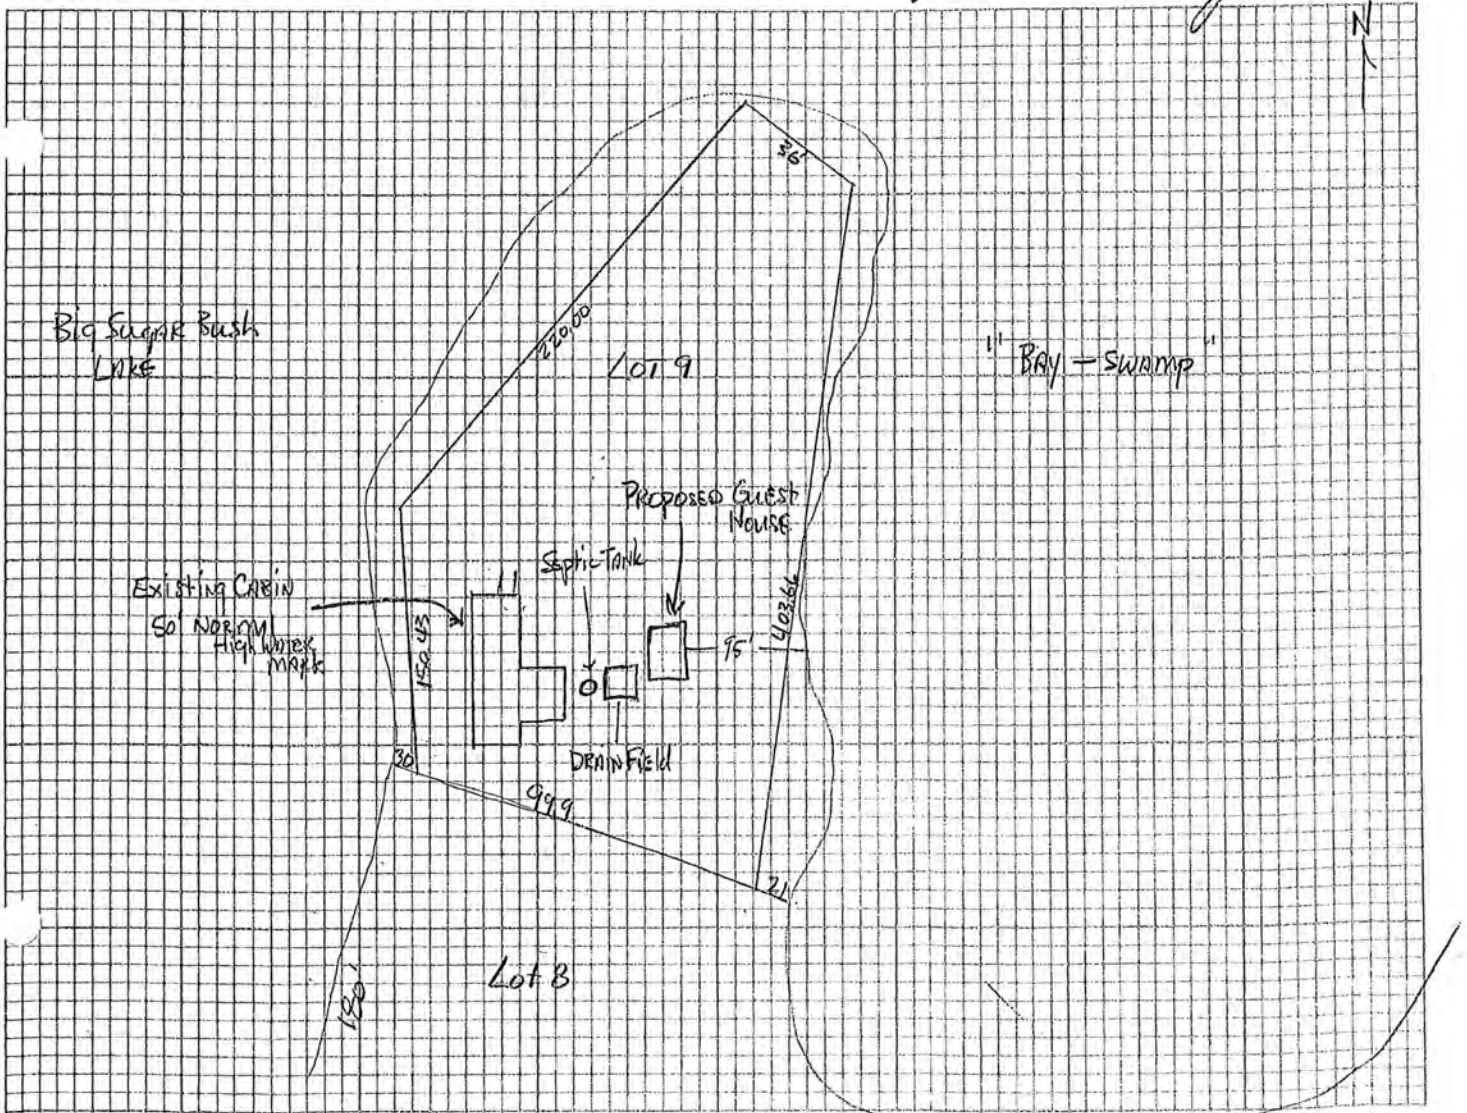 N
36'
Big Sugar Bush
Lake
220.00
Lot 9
" Bay - Swamp "
Proposed Guest
House
Septic Tank
Existing Cabin
50' Normal
High Water
Mark
150.43
403.66
95'
Drain Field
30
99.9
21
Lot 8
180'